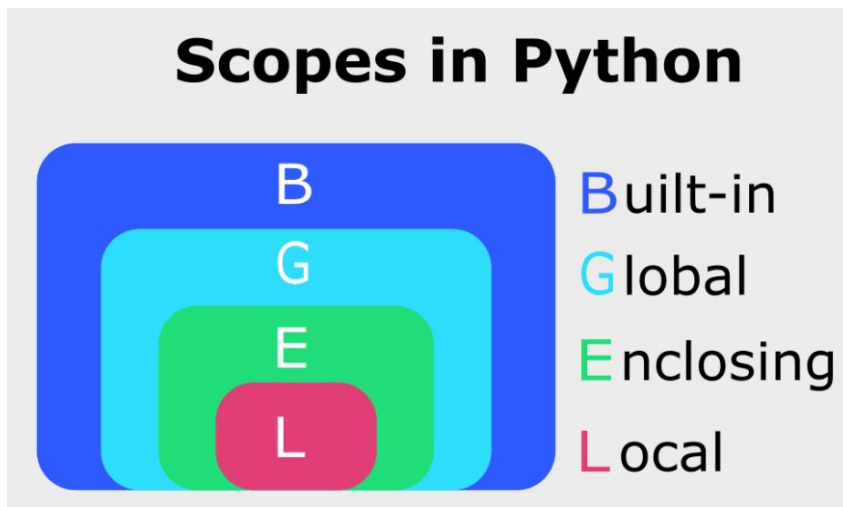 Scopes in Python
B
G
E
L
Built-in
Global
Enclosing
Local